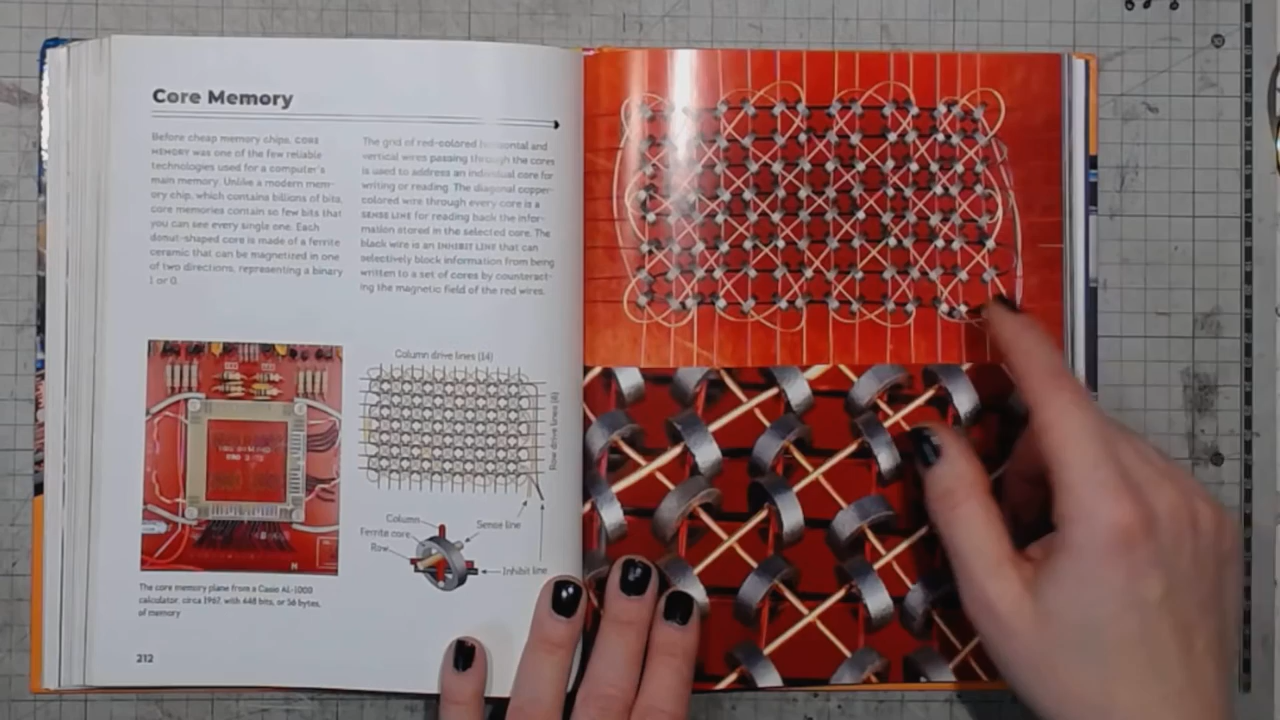 Core Memory
Before cheap memory chips, CORE
MEMORY was one of the few reliable
technologies used for a computer's
main memory. Unlike a modern mem-
ory chip, which contains billions of bits,
core memories contain so few bits that
you can see every single one. Each
donut-shaped core is made of a ferrite
ceramic that can be magnetized in one
of two directions, representing a binary
1 or 0.
The grid of red-colored horizontal and
vertical wires passing through the cores
is used to address an individual core for
writing or reading. The diagonal copper-
colored wire through every core is a
SENSE LINE for reading back the infor-
mation stored in the selected core. The
black wire is an INHIBIT LINE that can
selectively block information from being
written to a set of cores by counteract-
ing the magnetic field of the red wires.
Column drive lines (14)
Row drive lines
Column
Ferrite core
Row
Sense line
Inhibit line
The core memory plane from a Casio AL-1000
calculator, circa 1967, with 448 bits, or 56 bytes,
of memory
212